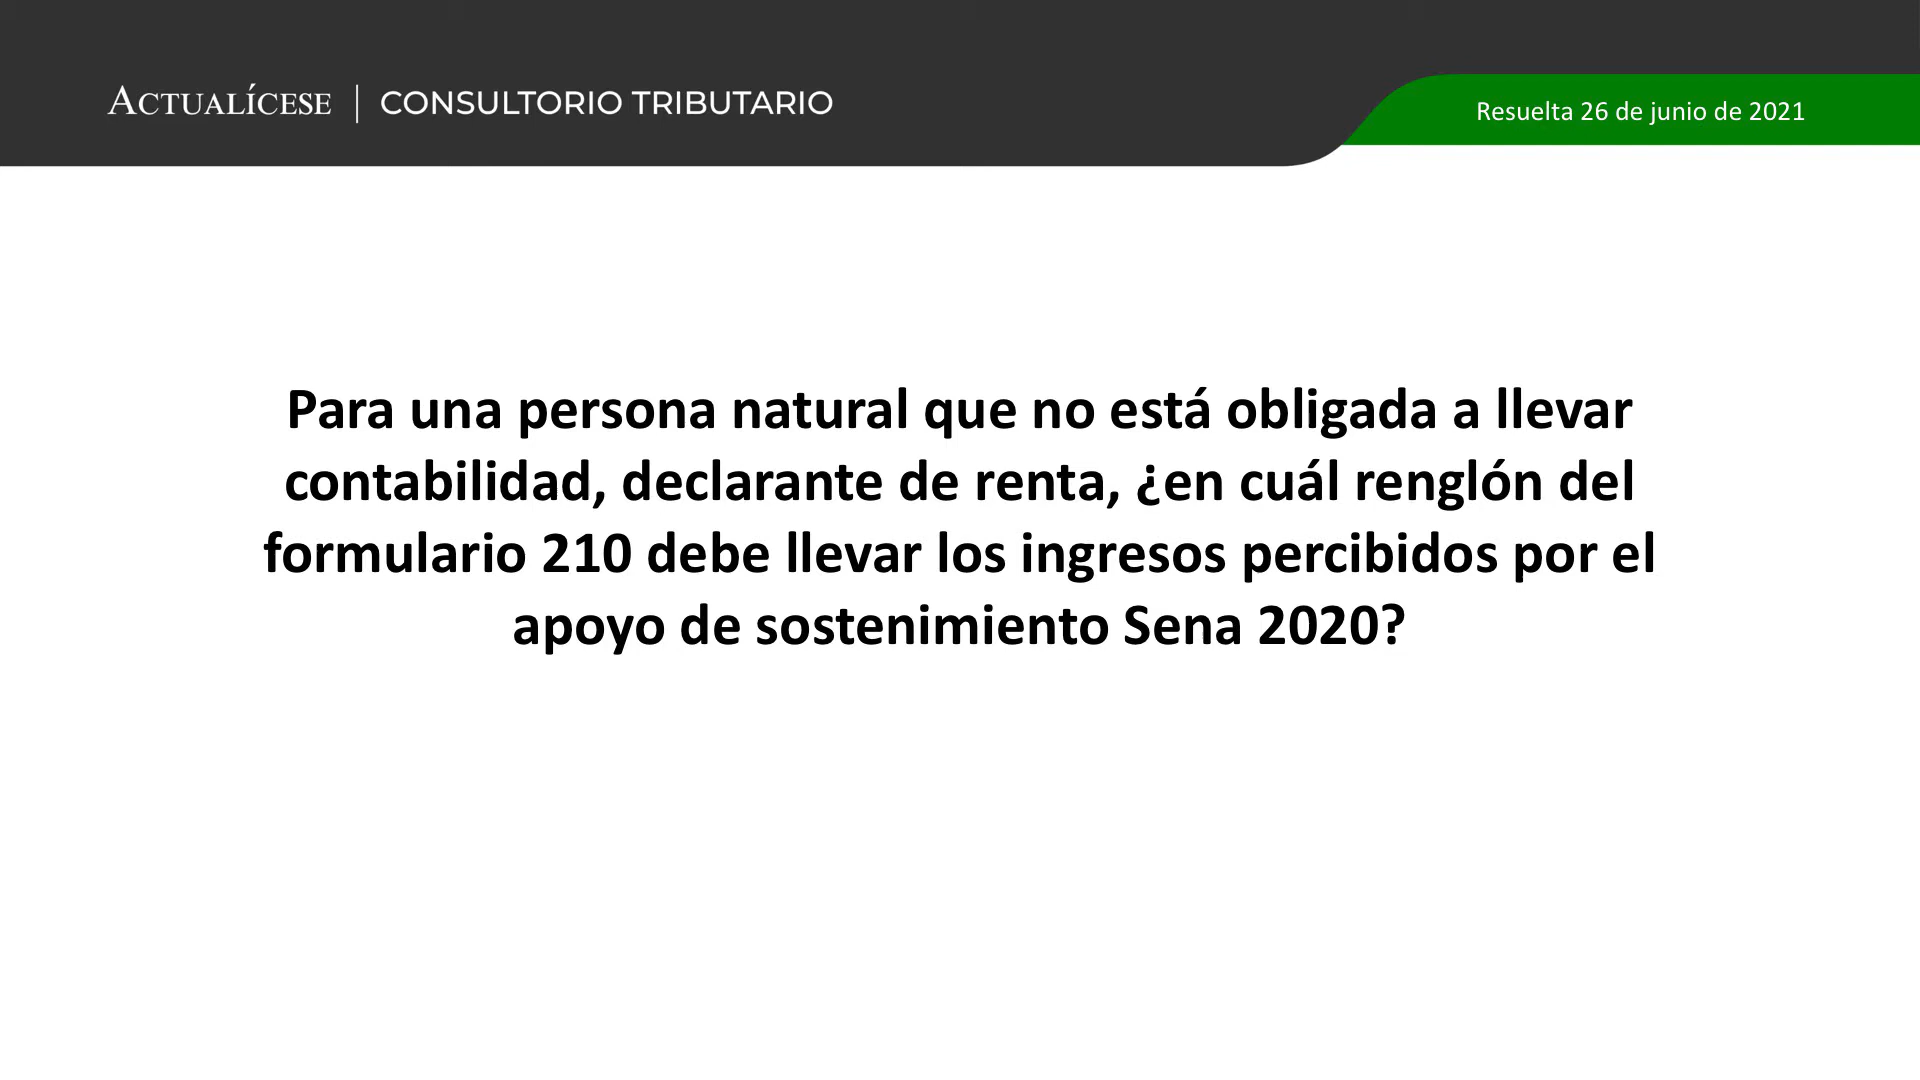 ACTUALÍCESE | CONSULTORIO TRIBUTARIO
Resuelta 26 de junio de 2021
Para una persona natural que no está obligada a llevar
contabilidad, declarante de renta, ¿en cuál renglón del
formulario 210 debe llevar los ingresos percibidos por el
apoyo de sostenimiento Sena 2020?